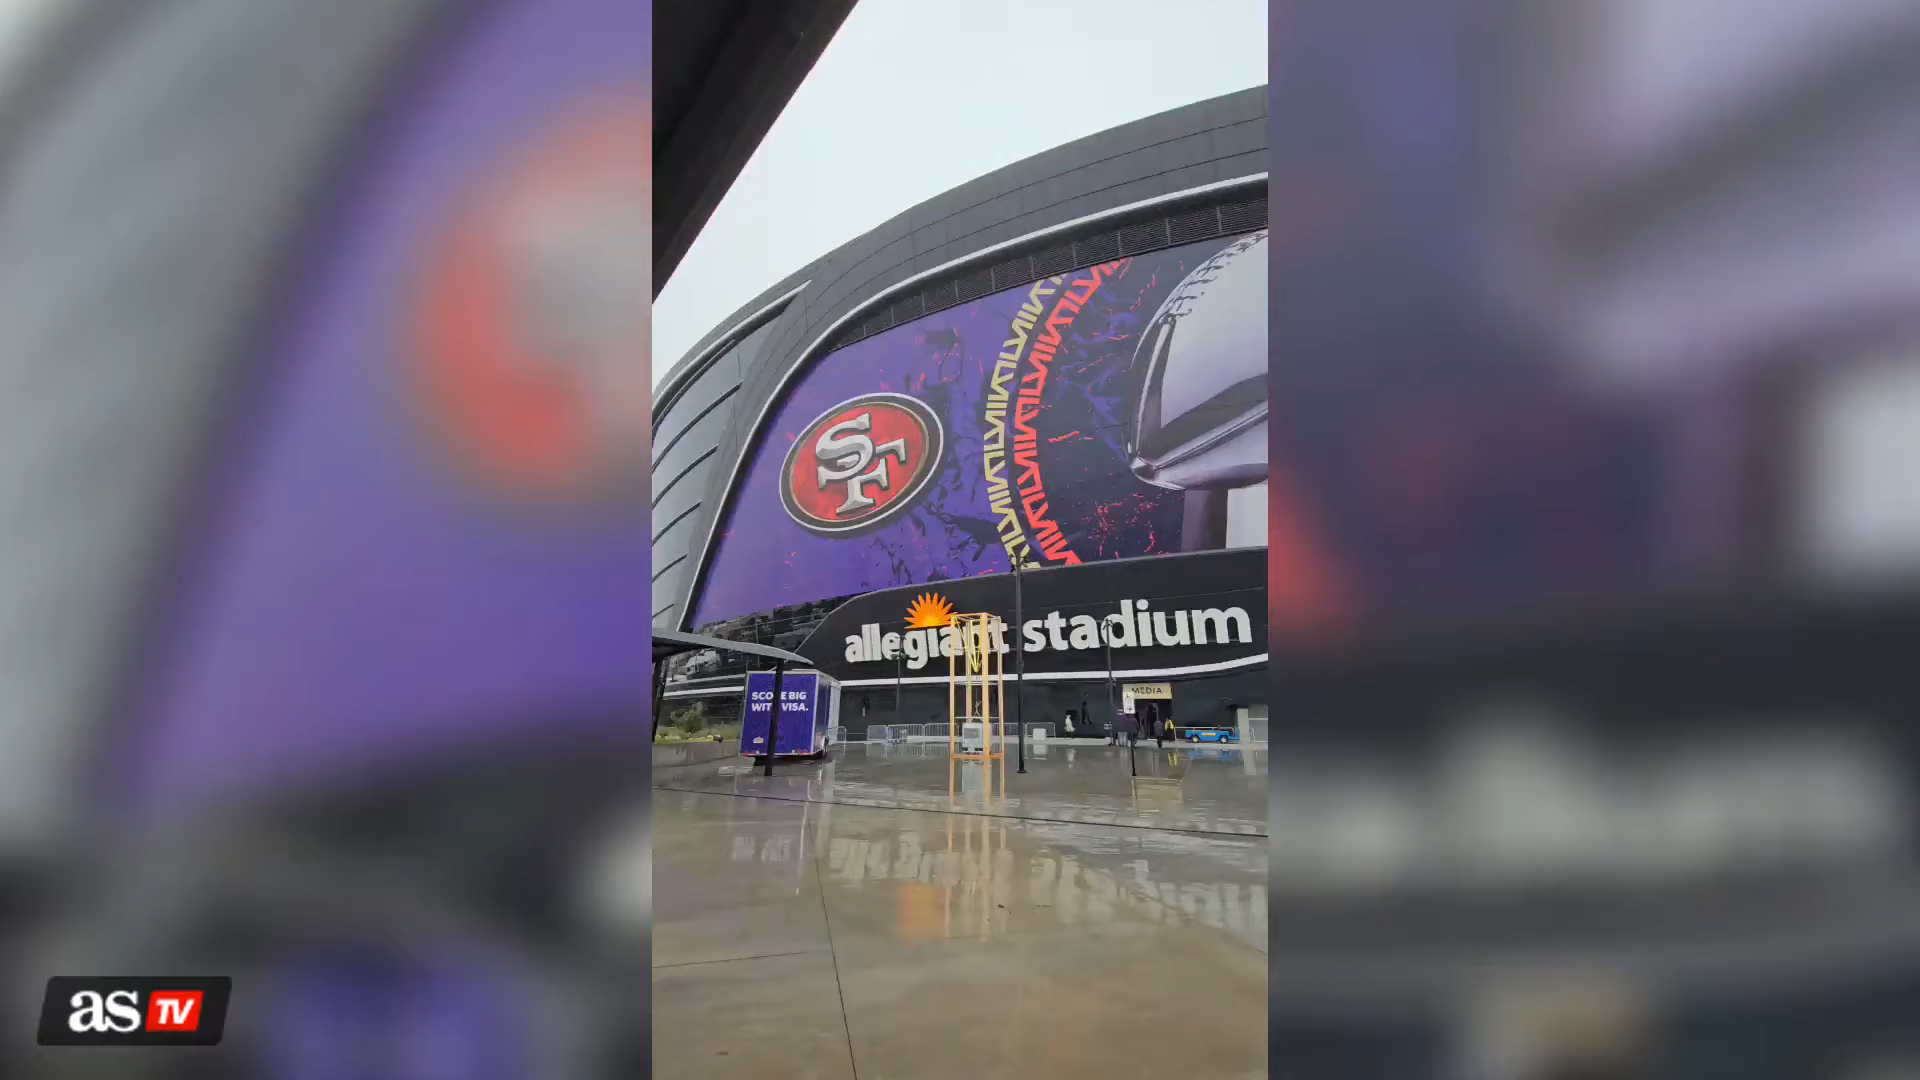 SF
allegiant stadium
SCORE BIG
WITH VISA.
MEDIA
as TV